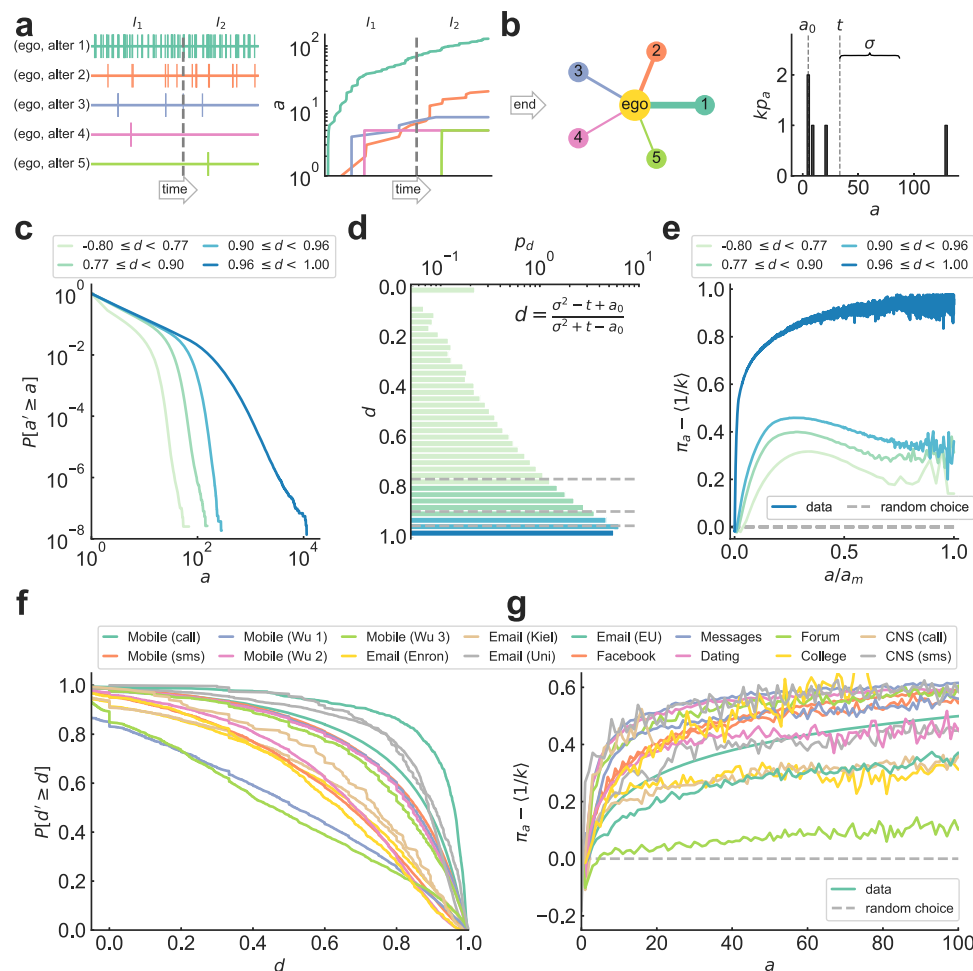 a
I1 I2
(ego, alter 1)
(ego, alter 2)
(ego, alter 3)
(ego, alter 4)
(ego, alter 5)
time
I1 I2
10^2
10^1
10^0
a
time
b
end
ego
1
2
3
4
5
a0 t
σ
kp_a
2
1
0
0 50 100
a
c
-0.80 ≤ d < 0.77
0.77 ≤ d < 0.90
0.90 ≤ d < 0.96
0.96 ≤ d < 1.00
10^0
10^-2
10^-4
10^-6
10^-8
P[a' ≥ a]
10^0 10^2 10^4
a
d
p_d
10^-1 10^0 10^1
d = (σ^2 − t + a0) / (σ^2 + t − a0)
0.0
0.2
0.4
0.6
0.8
1.0
d
e
-0.80 ≤ d < 0.77
0.77 ≤ d < 0.90
0.90 ≤ d < 0.96
0.96 ≤ d < 1.00
1.0
0.8
0.6
0.4
0.2
0.0
π_a − ⟨1/k⟩
data
random choice
0.0 0.5 1.0
a/a_m
f g
Mobile (call) Mobile (Wu 1) Mobile (Wu 3) Email (Kiel) Email (EU) Messages Forum CNS (call)
Mobile (sms) Mobile (Wu 2) Email (Enron) Email (Uni) Facebook Dating College CNS (sms)
1.0
0.8
0.6
0.4
0.2
0.0
P[d' ≥ d]
0.0 0.2 0.4 0.6 0.8 1.0
d
0.6
0.4
0.2
0.0
−0.2
π_a − ⟨1/k⟩
data
random choice
0 20 40 60 80 100
a